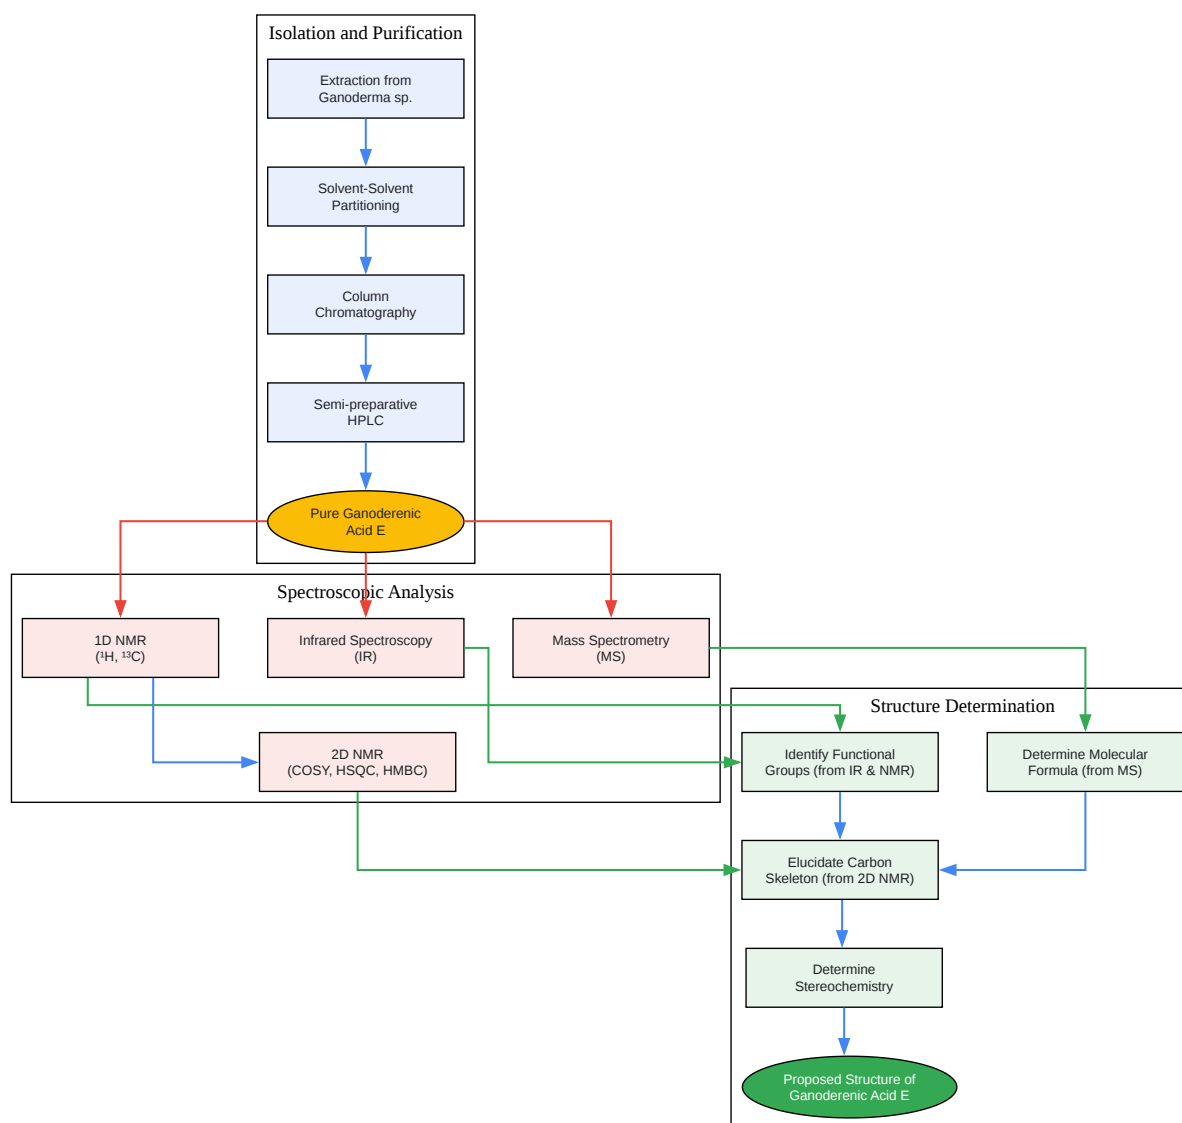 Isolation and Purification
Extraction from
Ganoderma sp.
Solvent-Solvent
Partitioning
Column
Chromatography
Semi-preparative
HPLC
Pure Ganoderenic
Acid E
Spectroscopic Analysis
1D NMR
(¹H, ¹³C)
Infrared Spectroscopy
(IR)
Mass Spectrometry
(MS)
2D NMR
(COSY, HSQC, HMBC)
Structure Determination
Identify Functional
Groups (from IR & NMR)
Determine Molecular
Formula (from MS)
Elucidate Carbon
Skeleton (from 2D NMR)
Determine
Stereochemistry
Proposed Structure of
Ganoderenic Acid E